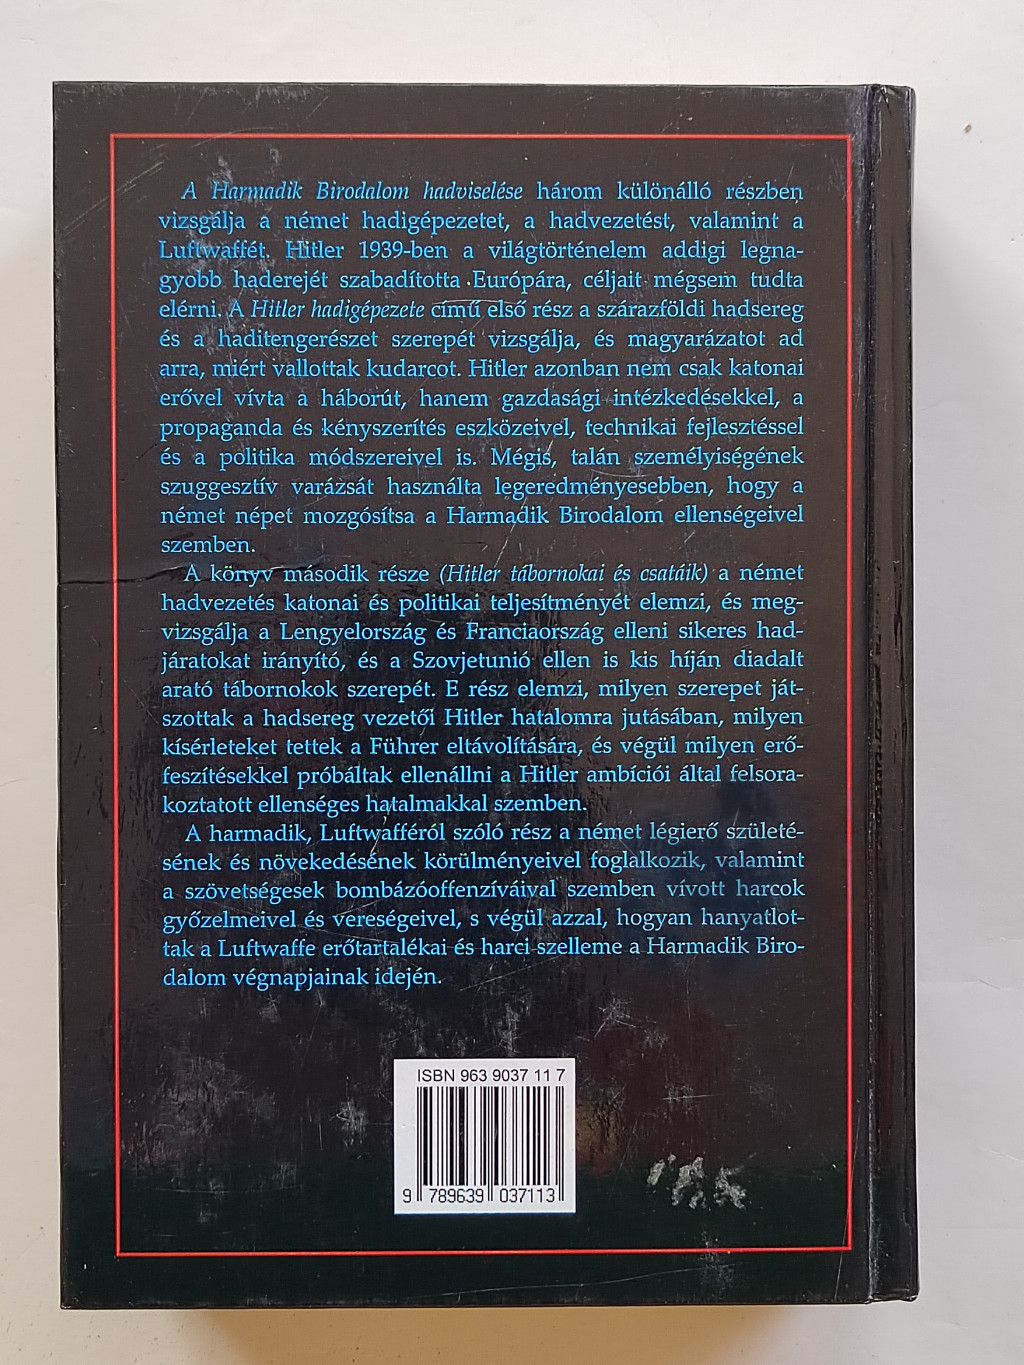 A Harmadik Birodalom hadviselése három különálló részben
vizsgálja a német hadigépezetet, a hadvezetést, valamint a
Luftwaffét. Hitler 1939-ben a világtörténelem addigi legna-
gyobb haderejét szabadította Európára, céljait mégsem tudta
elérni. A Hitler hadigépezete című első rész a szárazföldi hadsereg
és a haditengerészet szerepét vizsgálja, és magyarázatot ad
arra, miért vallottak kudarcot. Hitler azonban nem csak katonai
erővel vívta a háborút, hanem gazdasági intézkedésekkel, a
propaganda és kényszerítés eszközeivel, technikai fejlesztéssel
és a politika módszereivel is. Mégis, talán személyiségének
szuggesztív varázsát használta legeredményesebben, hogy a
német népet mozgósítsa a Harmadik Birodalom ellenségeivel
szemben.
A könyv második része (Hitler tábornokai és csatáik) a német
hadvezetés katonai és politikai teljesítményét elemzi, és meg-
vizsgálja a Lengyelország és Franciaország elleni sikeres had-
járatokat irányító, és a Szovjetunió ellen is kis híján diadalt
arató tábornokok szerepét. E rész elemzi, milyen szerepet ját-
szottak a hadsereg vezetői Hitler hatalomra jutásában, milyen
kísérleteket tettek a Führer eltávolítására, és végül milyen erő-
feszítésekkel próbáltak ellenállni a Hitler ambíciói által felsora-
koztatott ellenséges hatalmakkal szemben.
A harmadik, Luftwafféról szóló rész a német légierő születé-
sének és növekedésének körülményeivel foglalkozik, valamint
a szövetségesek bombázóoffenzíváival szemben vívott harcok
győzelmeivel és vereségeivel, s végül azzal, hogyan hanyatlot-
tak a Luftwaffe erőtartalékai és harci szelleme a Harmadik Biro-
dalom végnapjainak idején.
ISBN 963 9037 11 7
9 789639 037113